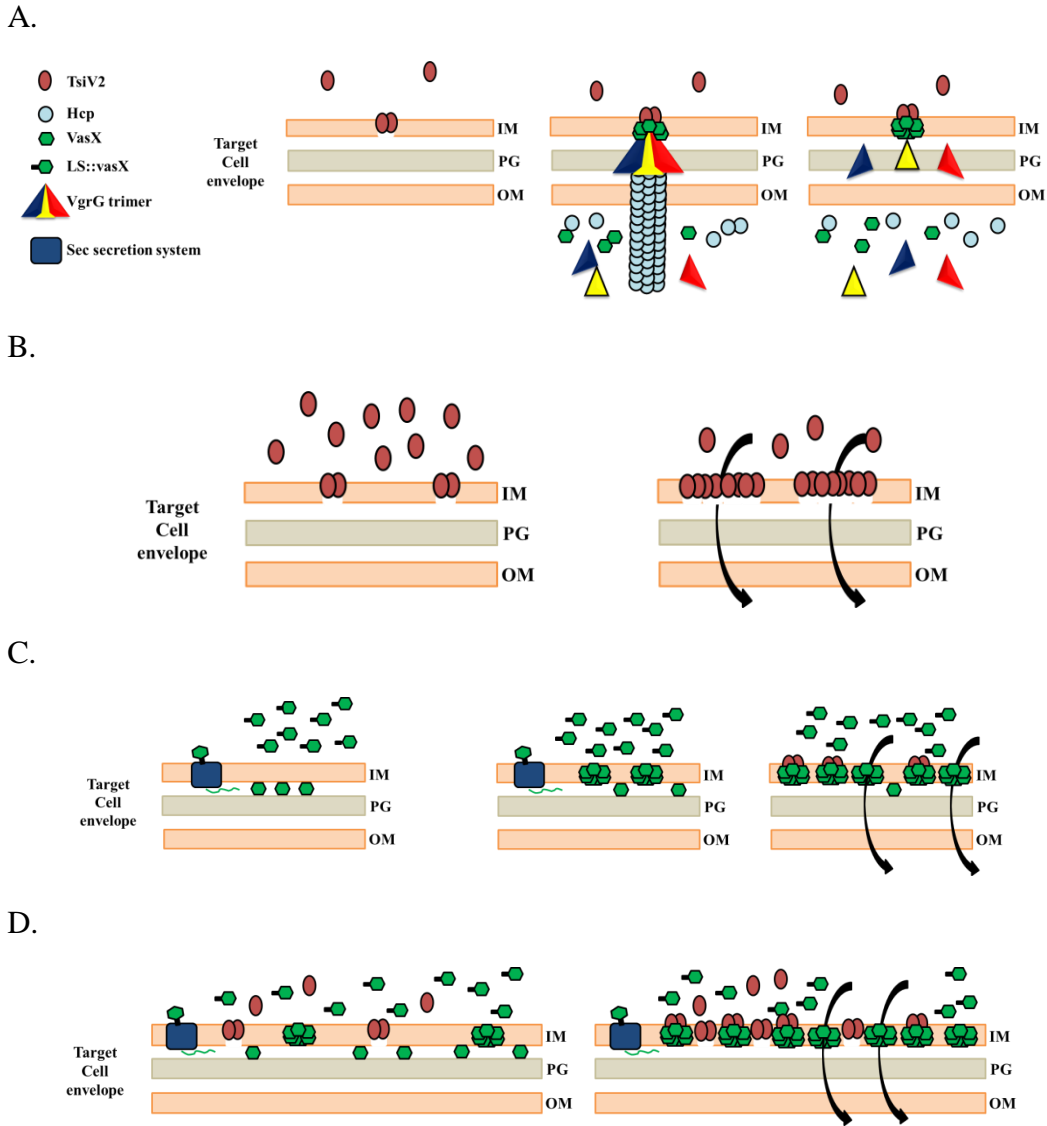 A.
TsiV2
Hcp
VasX
LS::vasX
VgrG trimer
Sec secretion system
Target
Cell
envelope
IM
PG
OM
IM
PG
OM
IM
PG
OM
B.
Target
Cell
envelope
IM
PG
OM
IM
PG
OM
C.
Target
Cell
envelope
IM
PG
OM
IM
PG
OM
IM
PG
OM
D.
Target
Cell
envelope
IM
PG
OM
IM
PG
OM